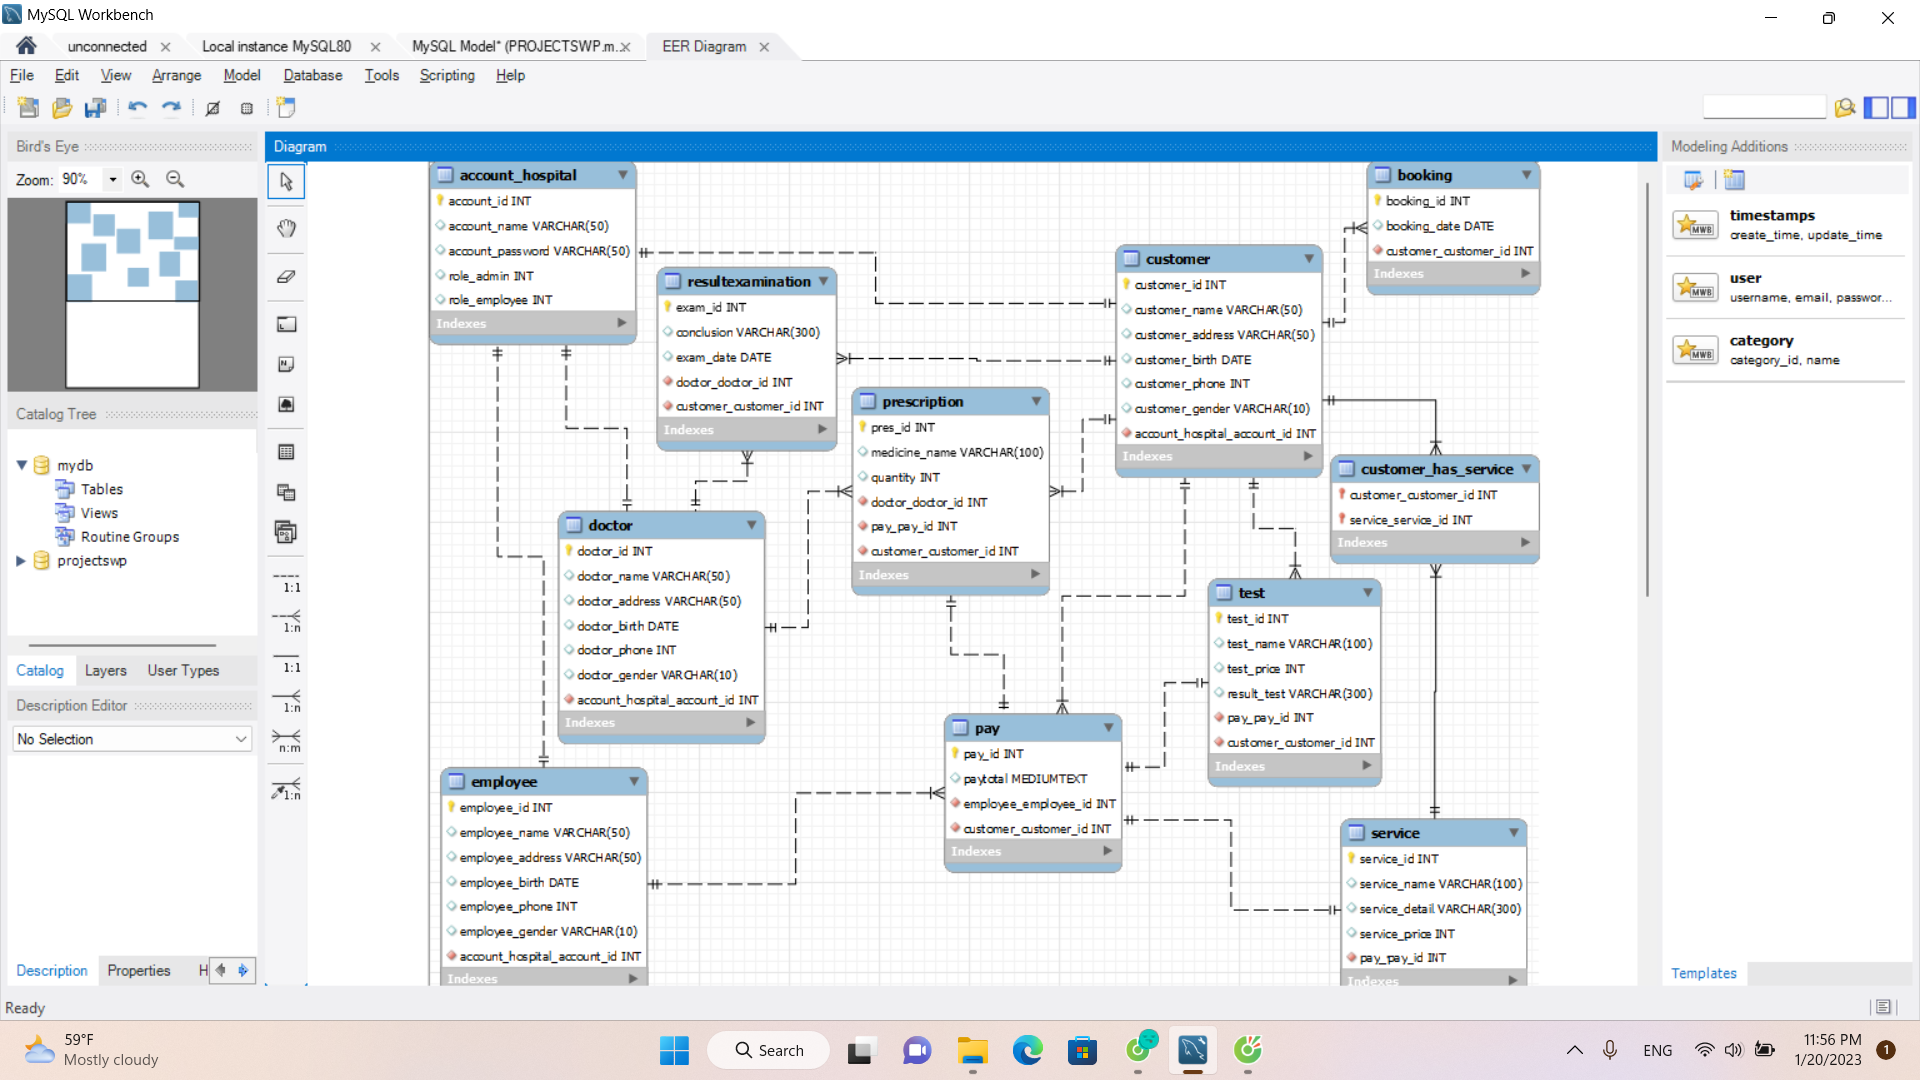 MySQL Workbench
unconnected
Local instance MySQL80
MySQL Model* (PROJECTSWP.m...
EER Diagram
File Edit View Arrange Model Database Tools Scripting Help
Bird's Eye
Zoom: 90%
Catalog Tree
mydb
Tables
Views
Routine Groups
projectswp
Catalog Layers User Types
Description Editor
No Selection
Description Properties H
Ready
1:1
1:n
1:1
1:n
n:m
1:n
Diagram
account_hospital
account_id INT
account_name VARCHAR(50)
account_password VARCHAR(50)
role_admin INT
role_employee INT
Indexes
resultexamination
exam_id INT
conclusion VARCHAR(300)
exam_date DATE
doctor_doctor_id INT
customer_customer_id INT
Indexes
prescription
pres_id INT
medicine_name VARCHAR(100)
quantity INT
doctor_doctor_id INT
pay_pay_id INT
customer_customer_id INT
Indexes
customer
customer_id INT
customer_name VARCHAR(50)
customer_address VARCHAR(50)
customer_birth DATE
customer_phone INT
customer_gender VARCHAR(10)
account_hospital_account_id INT
Indexes
booking
booking_id INT
booking_date DATE
customer_customer_id INT
Indexes
customer_has_service
customer_customer_id INT
service_service_id INT
Indexes
doctor
doctor_id INT
doctor_name VARCHAR(50)
doctor_address VARCHAR(50)
doctor_birth DATE
doctor_phone INT
doctor_gender VARCHAR(10)
account_hospital_account_id INT
Indexes
test
test_id INT
test_name VARCHAR(100)
test_price INT
result_test VARCHAR(300)
pay_pay_id INT
customer_customer_id INT
Indexes
pay
pay_id INT
paytotal MEDIUMTEXT
employee_employee_id INT
customer_customer_id INT
Indexes
employee
employee_id INT
employee_name VARCHAR(50)
employee_address VARCHAR(50)
employee_birth DATE
employee_phone INT
employee_gender VARCHAR(10)
account_hospital_account_id INT
Indexes
service
service_id INT
service_name VARCHAR(100)
service_detail VARCHAR(300)
service_price INT
pay_pay_id INT
Indexes
Modeling Additions
MWB
timestamps
create_time, update_time
MWB
user
username, email, passwor...
MWB
category
category_id, name
Templates
59°F
Mostly cloudy
Search
ENG
11:56 PM
1/20/2023
1